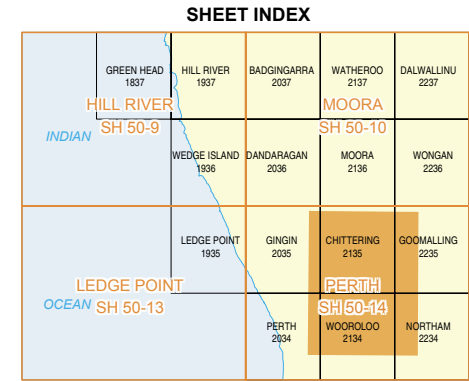 SHEET INDEX
GREEN HEAD
1837
HILL RIVER
1937
BADGINGARRA
2037
WATHEROO
2137
DALWALLINU
2237
HILL RIVER
SH 50-9
MOORA
SH 50-10
INDIAN
WEDGE ISLAND
1936
DANDARAGAN
2036
MOORA
2136
WONGAN
2236
LEDGE POINT
1935
GINGIN
2035
CHITTERING
2135
GOOMALLING
2235
LEDGE POINT
SH 50-13
PERTH
SH 50-14
OCEAN
PERTH
2034
WOOROLOO
2134
NORTHAM
2234